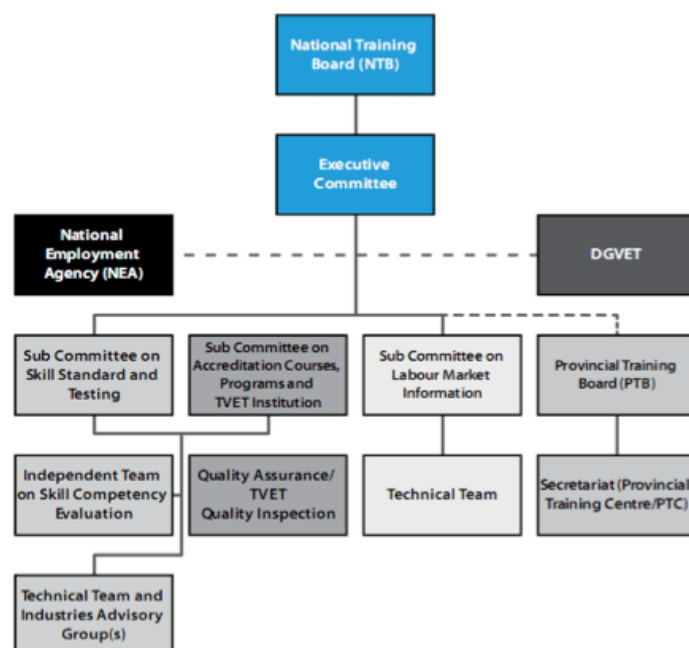 National Training
Board (NTB)
Executive
Committee
National
Employment
Agency (NEA)
DGVET
Sub Committee on
Skill Standard and
Testing
Sub Committee on
Accreditation Courses,
Programs and
TVET Institution
Sub Committee on
Labour Market
Information
Provincial Training
Board (PTB)
Independent Team
on Skill Competency
Evaluation
Quality Assurance/
TVET
Quality Inspection
Technical Team
Secretariat (Provincial
Training Centre/PTC)
Technical Team and
Industries Advisory
Group(s)